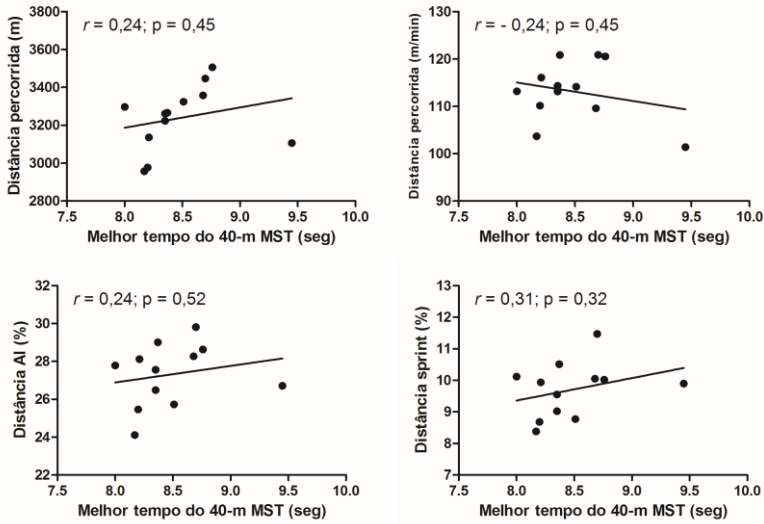 r = 0,24; p = 0,45
Distância percorrida (m)
3800
3600
3400
3200
3000
2800
7.5 8.0 8.5 9.0 9.5 10.0
Melhor tempo do 40-m MST (seg)
r = - 0,24; p = 0,45
Distância percorrida (m/min)
130
120
110
100
90
7.5 8.0 8.5 9.0 9.5 10.0
Melhor tempo do 40-m MST (seg)
r = 0,24; p = 0,52
Distância AI (%)
32
30
28
26
24
22
7.5 8.0 8.5 9.0 9.5 10.0
Melhor tempo do 40-m MST (seg)
r = 0,31; p = 0,32
Distância sprint (%)
13
12
11
10
9
8
7
7.5 8.0 8.5 9.0 9.5 10.0
Melhor tempo do 40-m MST (seg)